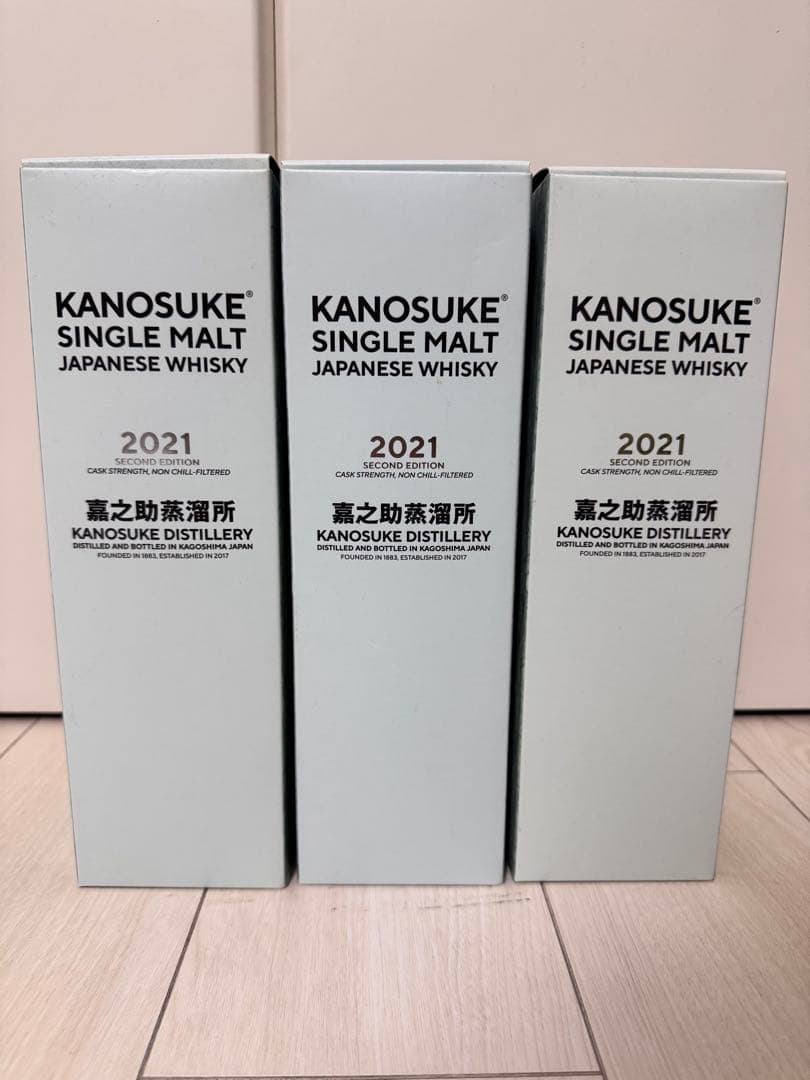 KANOSUKE®
SINGLE MALT
JAPANESE WHISKY
2021
SECOND EDITION
CASK STRENGTH, NON CHILL-FILTERED
嘉之助蒸溜所
KANOSUKE DISTILLERY
DISTILLED AND BOTTLED IN KAGOSHIMA JAPAN
FOUNDED IN 1883, ESTABLISHED IN 2017
KANOSUKE®
SINGLE MALT
JAPANESE WHISKY
2021
SECOND EDITION
CASK STRENGTH, NON CHILL-FILTERED
嘉之助蒸溜所
KANOSUKE DISTILLERY
DISTILLED AND BOTTLED IN KAGOSHIMA JAPAN
FOUNDED IN 1883, ESTABLISHED IN 2017
KANOSUKE®
SINGLE MALT
JAPANESE WHISKY
2021
SECOND EDITION
CASK STRENGTH, NON CHILL-FILTERED
嘉之助蒸溜所
KANOSUKE DISTILLERY
DISTILLED AND BOTTLED IN KAGOSHIMA JAPAN
FOUNDED IN 1883, ESTABLISHED IN 2017